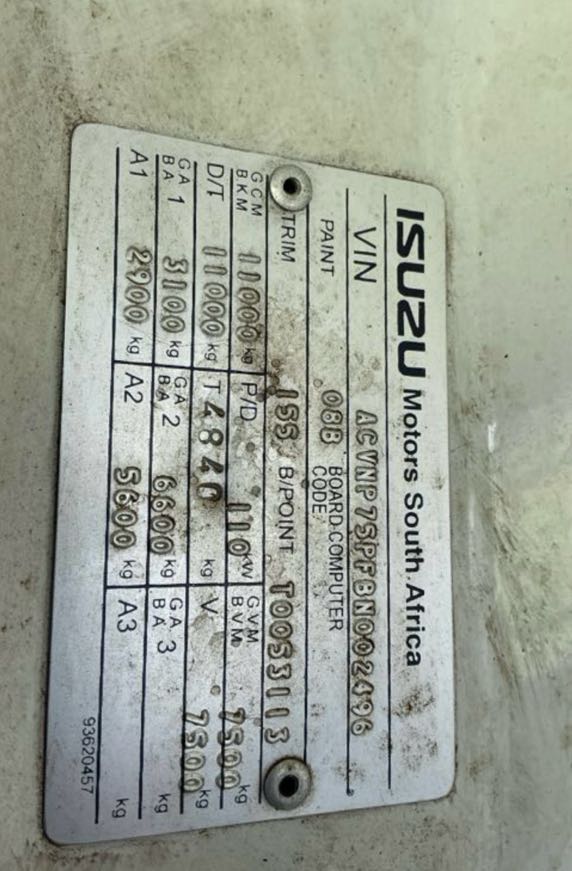 ISUZU Motors South Africa
VIN ACVNP75PFBN002496
PAINT 08B BOARD COMPUTER CODE
TRIM 1SS B/POINT T0053113
GCM BKM 11000 kg P/D 110 kW GVM BVM 7500 kg
D/T 11000 kg T 4840 kg V 7500 kg
GA 1 BA 3100 kg GA 2 BA 6600 kg GA 3 BA kg
A1 2900 kg A2 5600 kg A3 kg
93620457